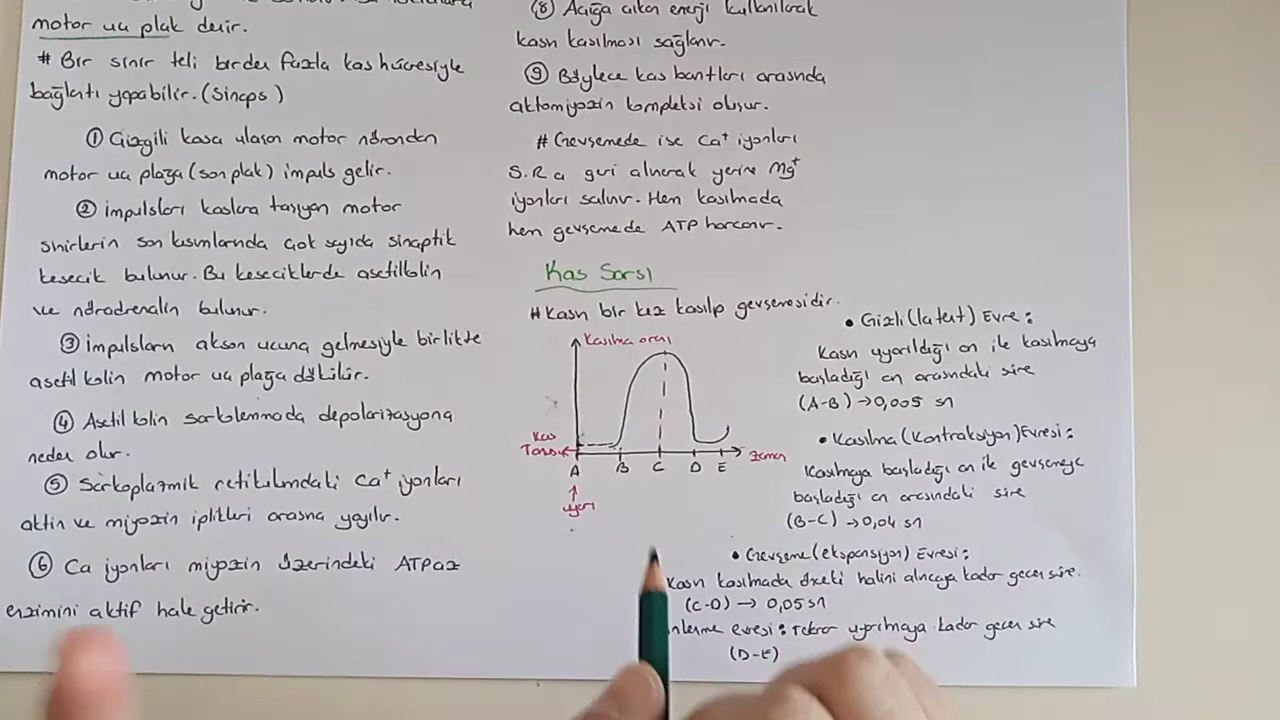 motor uç plak denir.
# Bir sinir teli birden fazla kas hücresiyle
bağlantı yapabilir. (Sinaps)
① Çizgili kasa ulaşan motor nörondan
motor uç plağa (son plak) impuls gelir.
② İmpulsları kaslara taşıyan motor
sinirlerin son kısımlarında çok sayıda sinaptik
kesecik bulunur. Bu keseciklerde asetilkolin
ve nöradrenalin bulunur.
③ İmpulsların akson ucuna gelmesiyle birlikte
asetilkolin motor uç plağa dökülür.
④ Asetilkolin sarkolemmada depolarizasyona
neden olur.
⑤ Sarkoplazmik retikulumdaki Ca+ iyonları
aktin ve miyozin iplikleri arasına yayılır.
⑥ Ca iyonları miyozin üzerindeki ATPaz
enzimini aktif hale getirir.
⑧ Açığa çıkan enerji kullanılarak
kasın kasılması sağlanır.
⑨ Böylece kas bantları arasında
aktomiyozin kompleksi oluşur.
# Gevşemede ise Ca+ iyonları
S.R a geri alınarak yerine Mg+
iyonları salınır. Hem kasılmada
hem gevşemede ATP harcanır.
Kas Sarsı
# Kasın bir kez kasılıp gevşemesidir.
Kasılma oranı
Kas
Tonusu
A B C D E zaman
uyarı
• Gizli (latent) Evre:
Kasın uyarıldığı an ile kasılmaya
başladığı an arasındaki süre
(A-B) → 0,005 sn
• Kasılma (Kontraksiyon) Evresi:
Kasılmaya başladığı an ile gevşemeye
başladığı an arasındaki süre
(B-C) → 0,04 sn
• Gevşeme (ekspansiyon) Evresi:
Kasın kasılmada önceki halini alıncaya kadar geçen süre.
(C-D) → 0,05 sn
evresi: Tekrar uyarılmaya kadar geçen süre
(D-E)